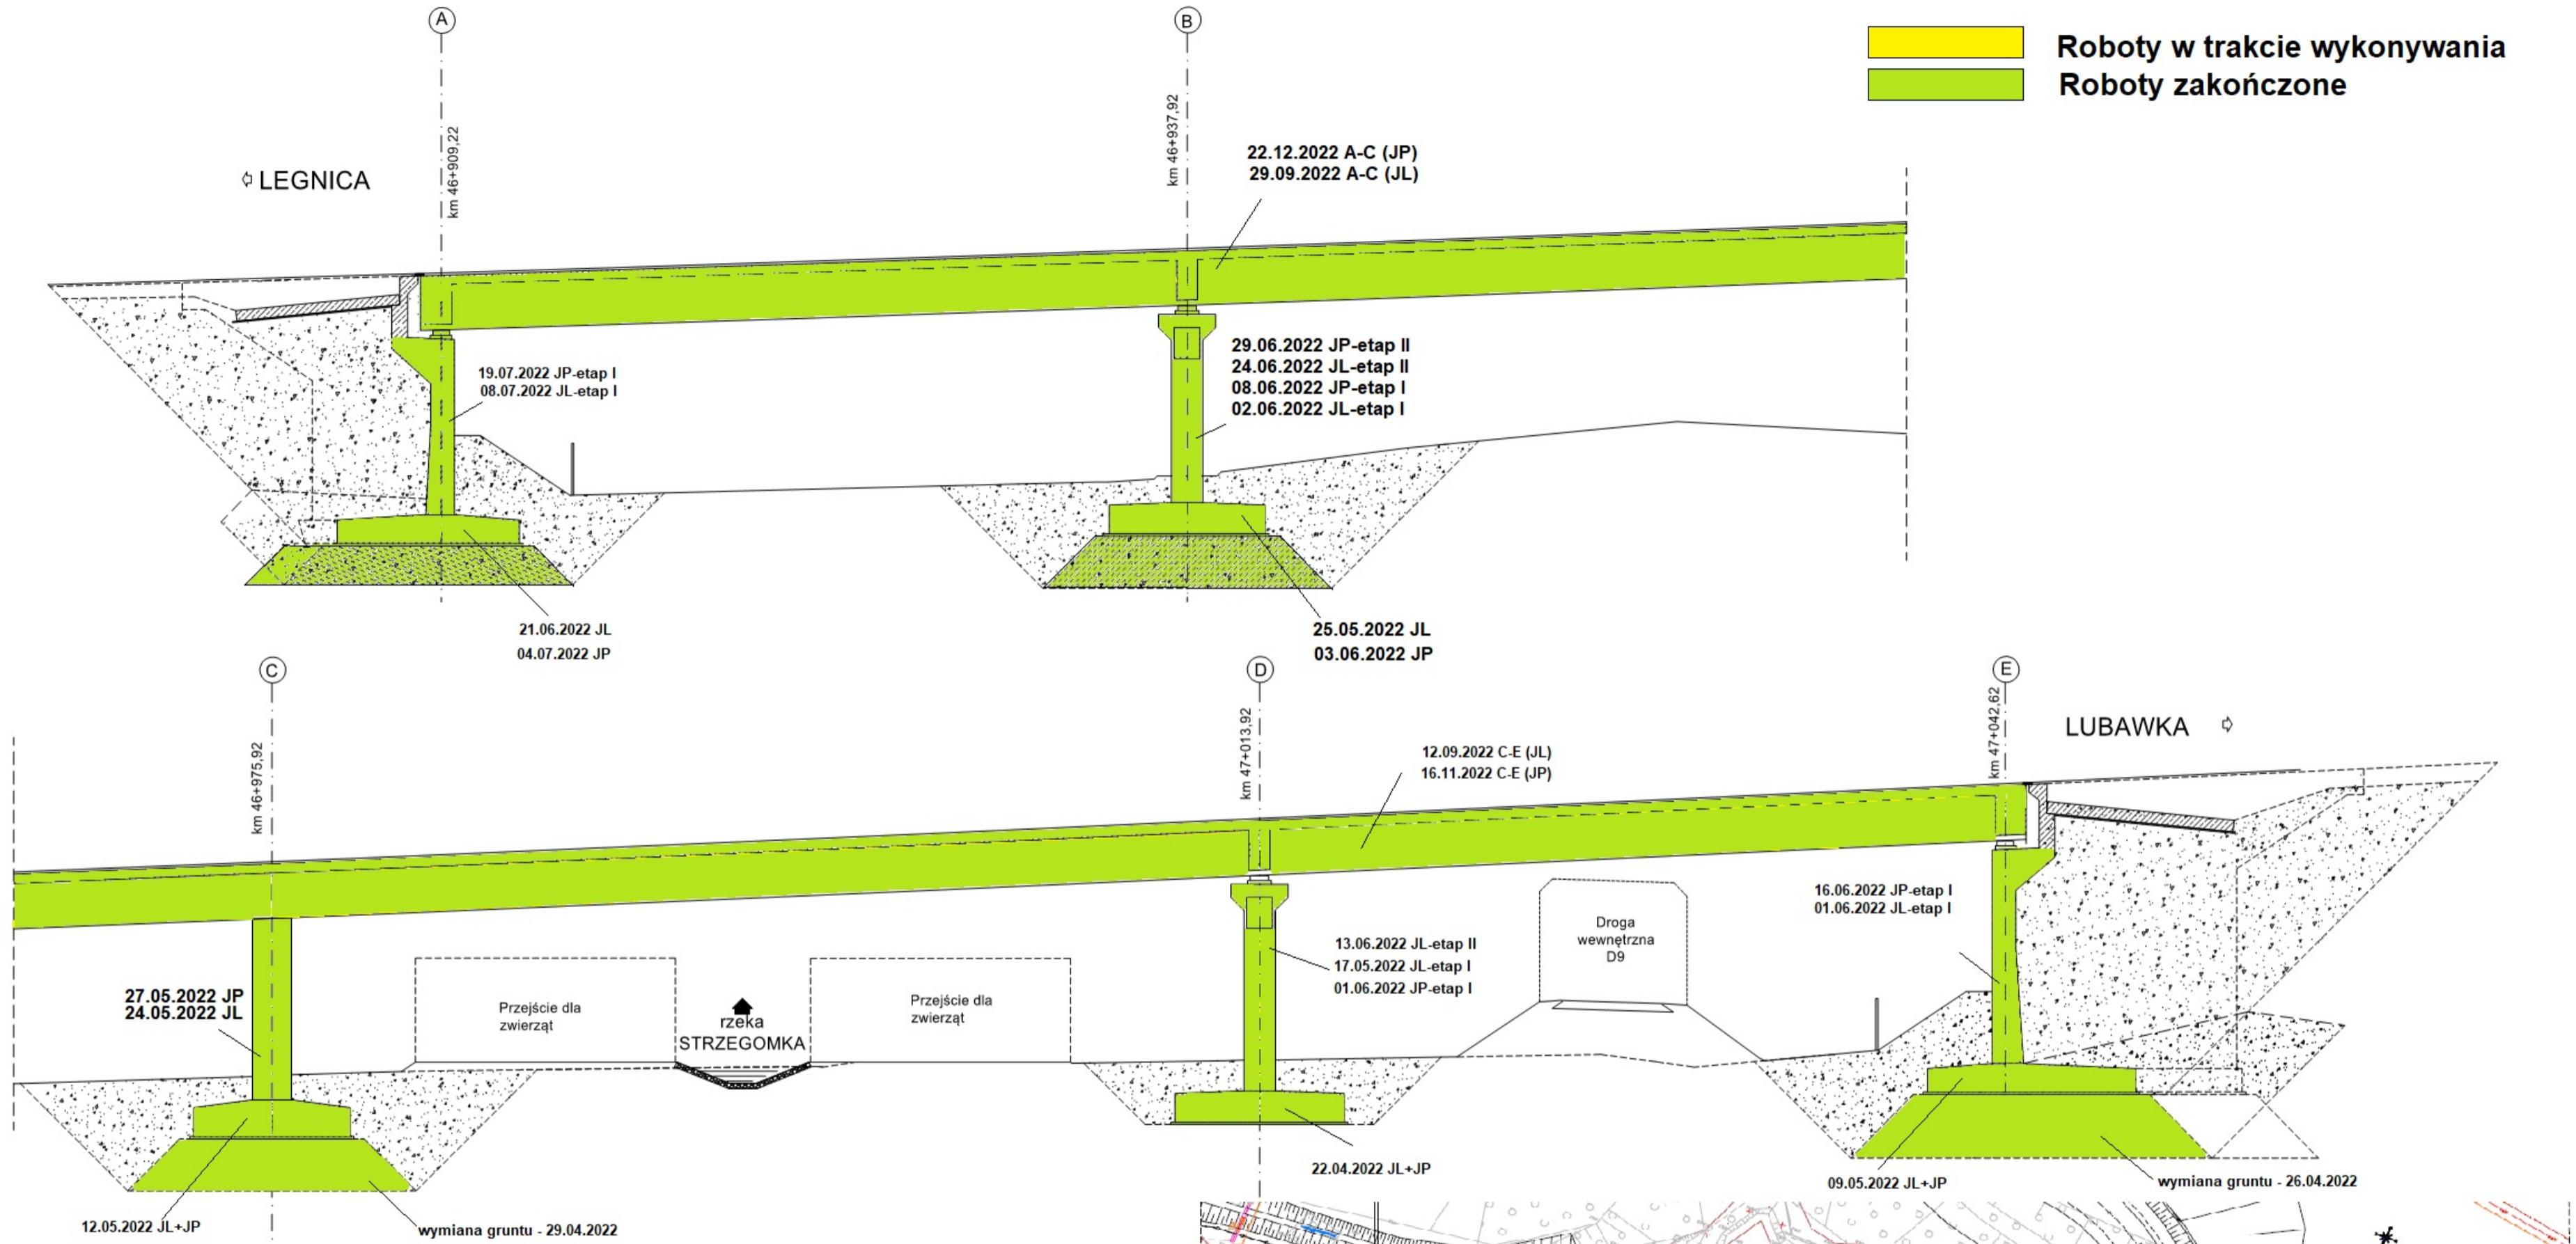 A
B
Roboty w trakcie wykonywania
Roboty zakończone
km 46+909,22
km 46+937,92
22.12.2022 A-C (JP)
29.09.2022 A-C (JL)
LEGNICA
29.06.2022 JP-etap II
24.06.2022 JL-etap II
08.06.2022 JP-etap I
02.06.2022 JL-etap I
19.07.2022 JP-etap I
08.07.2022 JL-etap I
21.06.2022 JL
04.07.2022 JP
25.05.2022 JL
03.06.2022 JP
C
D
E
km 46+975,92
km 47+013,92
km 47+042,62
LUBAWKA
12.09.2022 C-E (JL)
16.11.2022 C-E (JP)
16.06.2022 JP-etap I
01.06.2022 JL-etap I
Droga
wewnętrzna
D9
13.06.2022 JL-etap II
17.05.2022 JL-etap I
01.06.2022 JP-etap I
27.05.2022 JP
24.05.2022 JL
Przejście dla
zwierząt
rzeka
STRZEGOMKA
Przejście dla
zwierząt
22.04.2022 JL+JP
09.05.2022 JL+JP
wymiana gruntu - 26.04.2022
12.05.2022 JL+JP
wymiana gruntu - 29.04.2022